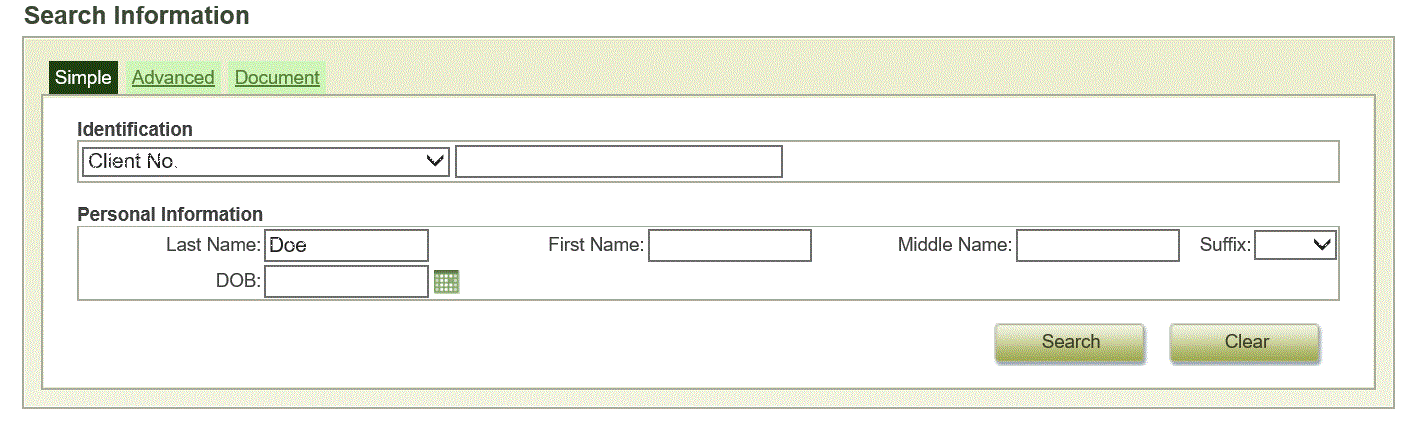 Search Information
Simple Advanced Document
Identification
Client No.
Personal Information
Last Name: Doe First Name: Middle Name: Suffix:
DOB:
Search Clear